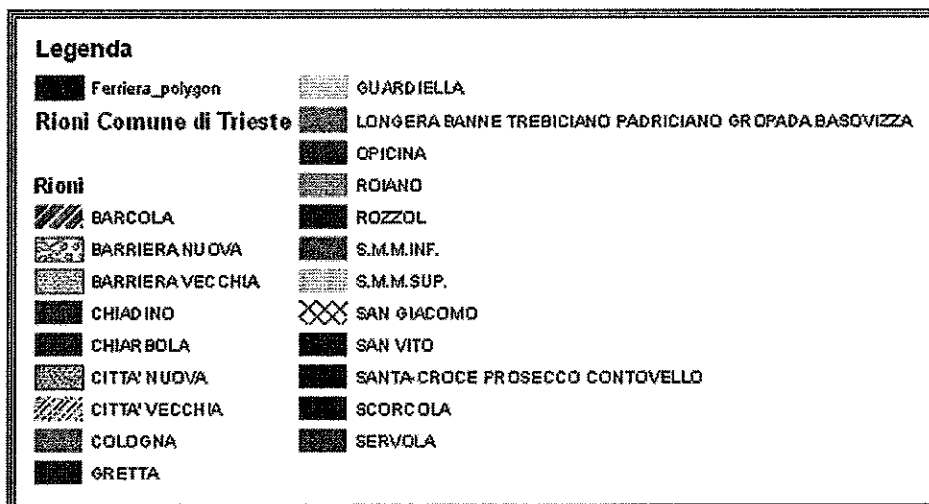 Legenda
Ferriera_polygon
Rioni Comune di Trieste
Rioni
BARCOLA
BARRIERA NUOVA
BARRIERA VECCHIA
CHIADINO
CHIARBOLA
CITTA' NUOVA
CITTA' VECCHIA
COLOGNA
GRETTA
GUARDIELLA
LONGERA BANNE TREBICIANO PADRICIANO GROPADA BASOVIZZA
OPICINA
ROIANO
ROZZOL
S.M.M.INF.
S.M.M.SUP.
SAN GIACOMO
SAN VITO
SANTA CROCE PROSECCO CONTOVELLO
SCORCOLA
SERVOLA